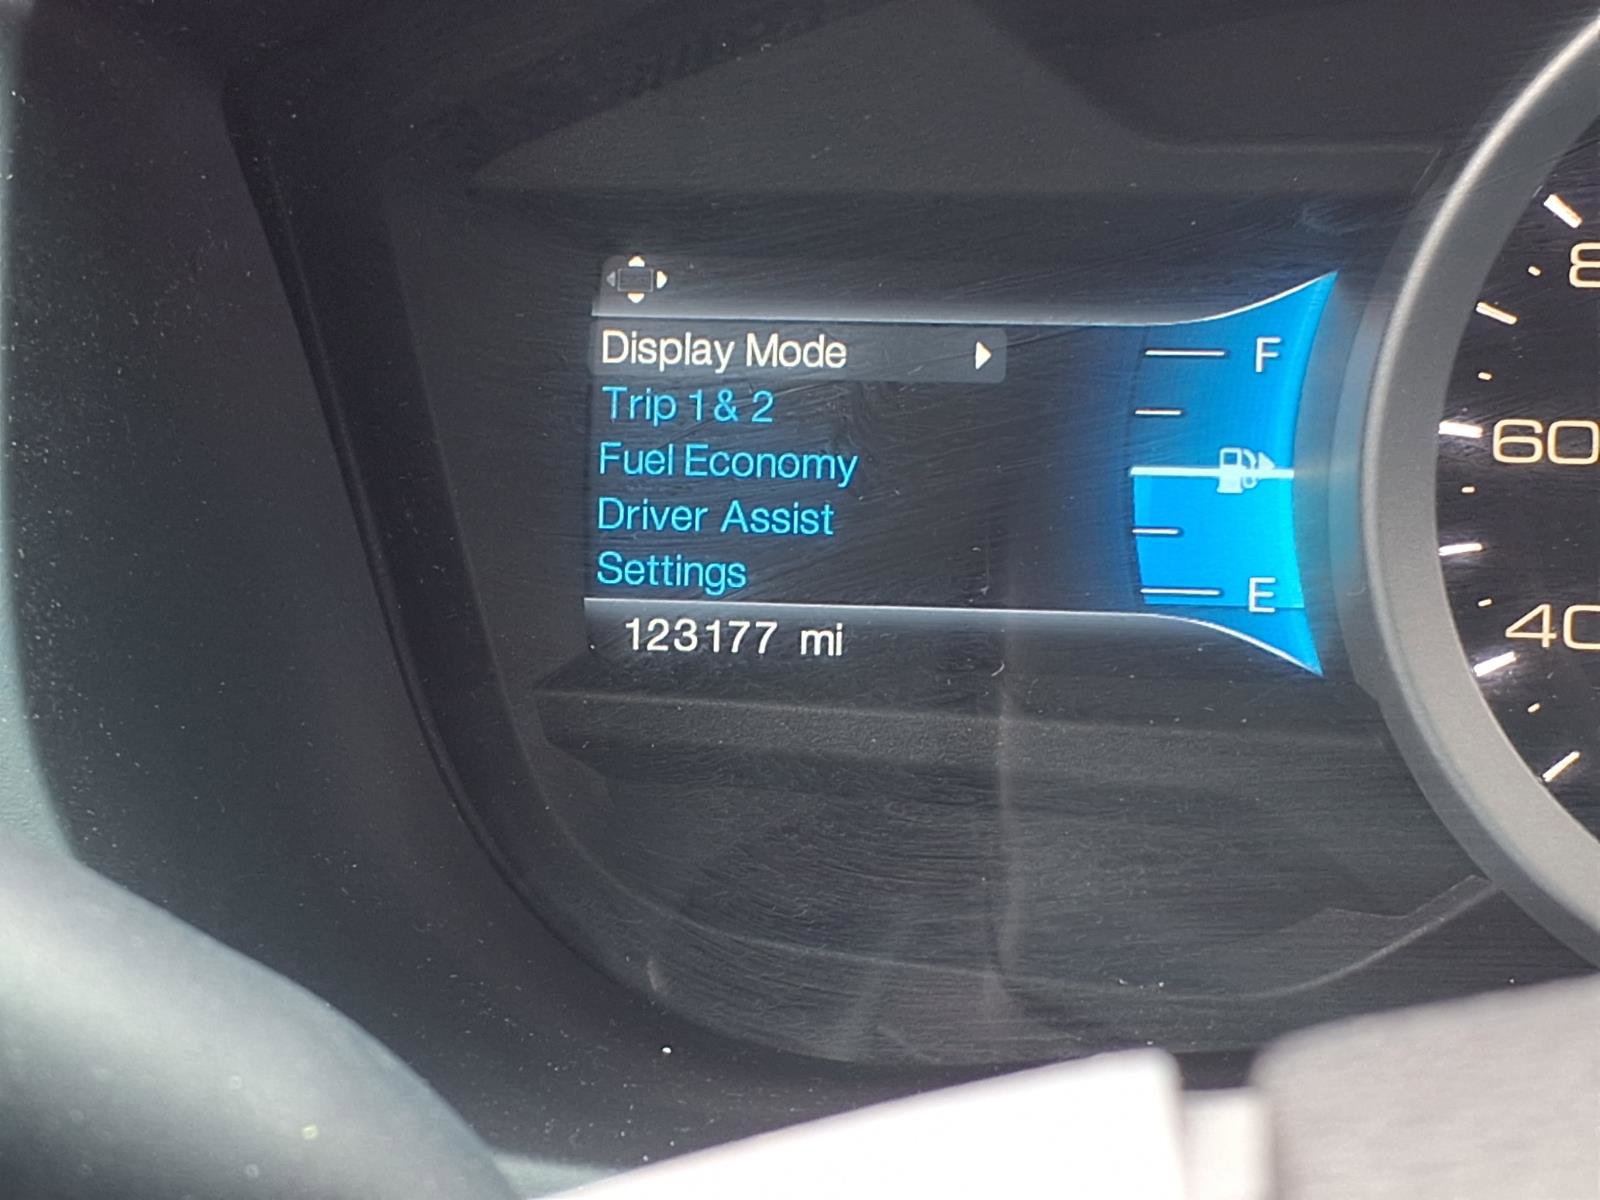 Display Mode
Trip 1 & 2
Fuel Economy
Driver Assist
Settings
123177 mi
F
E
60
40